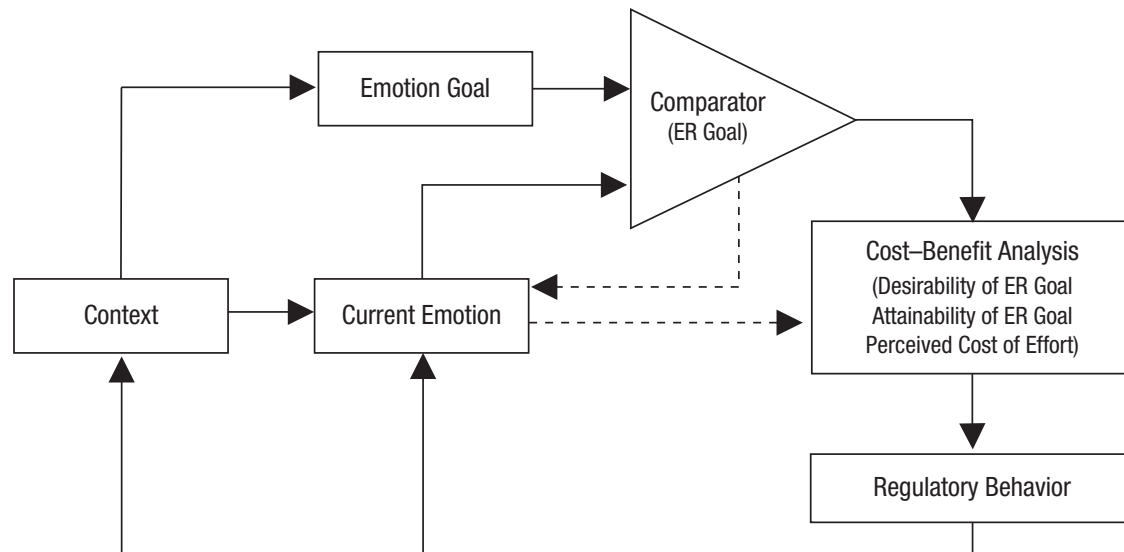 Emotion Goal
Comparator
(ER Goal)
Context
Current Emotion
Cost–Benefit Analysis
(Desirability of ER Goal
Attainability of ER Goal
Perceived Cost of Effort)
Regulatory Behavior